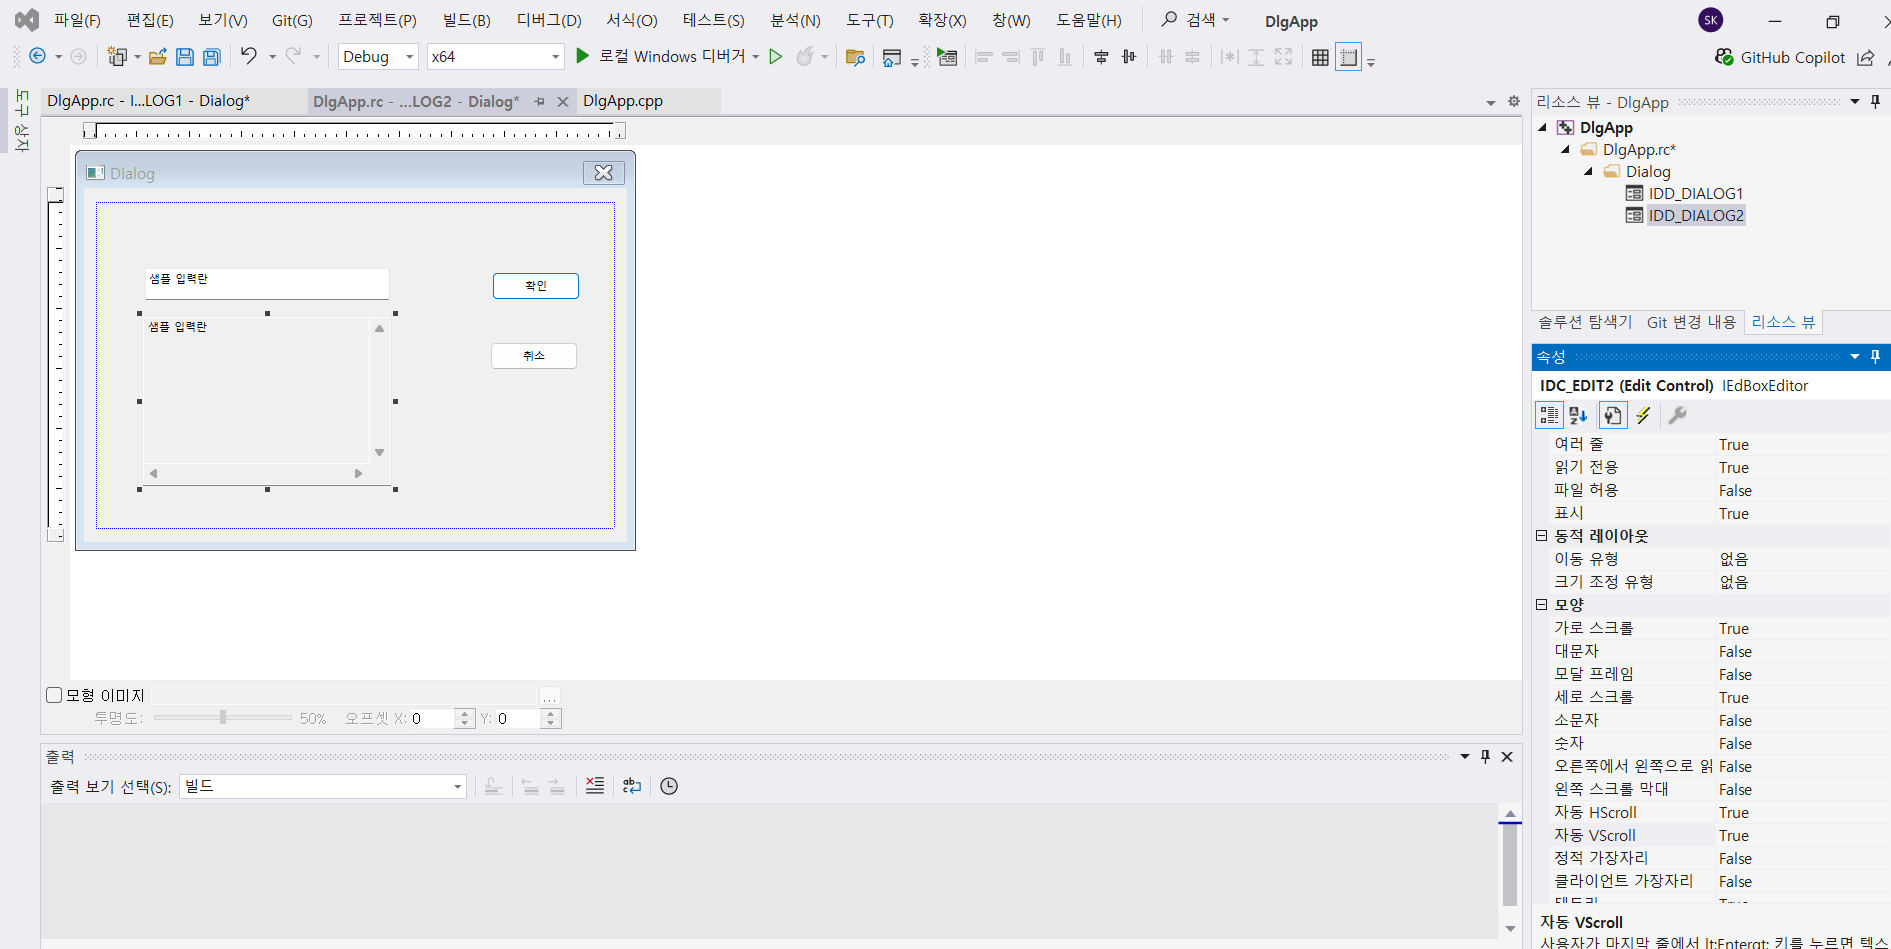 파일(F) 편집(E) 보기(V) Git(G) 프로젝트(P) 빌드(B) 디버그(D) 서식(O) 테스트(S) 분석(N) 도구(T) 확장(X) 창(W) 도움말(H) 검색 DlgApp SK
Debug x64 로컬 Windows 디버거 GitHub Copilot
도구 상자
DlgApp.rc - I...LOG1 - Dialog* DlgApp.rc - ...LOG2 - Dialog* DlgApp.cpp
Dialog
샘플 입력란 확인
샘플 입력란
취소
모형 이미지 ...
투명도: 50% 오프셋 X: 0 Y: 0
출력
출력 보기 선택(S): 빌드
리소스 뷰 - DlgApp
DlgApp
DlgApp.rc*
Dialog
IDD_DIALOG1
IDD_DIALOG2
솔루션 탐색기 Git 변경 내용 리소스 뷰
속성
IDC_EDIT2 (Edit Control) IEdBoxEditor
여러 줄 True
읽기 전용 True
파일 허용 False
표시 True
동적 레이아웃
이동 유형 없음
크기 조정 유형 없음
모양
가로 스크롤 True
대문자 False
모달 프레임 False
세로 스크롤 True
소문자 False
숫자 False
오른쪽에서 왼쪽으로 읽 False
왼쪽 스크롤 막대 False
자동 HScroll True
자동 VScroll True
정적 가장자리 False
클라이언트 가장자리 False
자동 VScroll
사용자가 마지막 줄에서 lt;Entergt; 키를 누르면 텍스